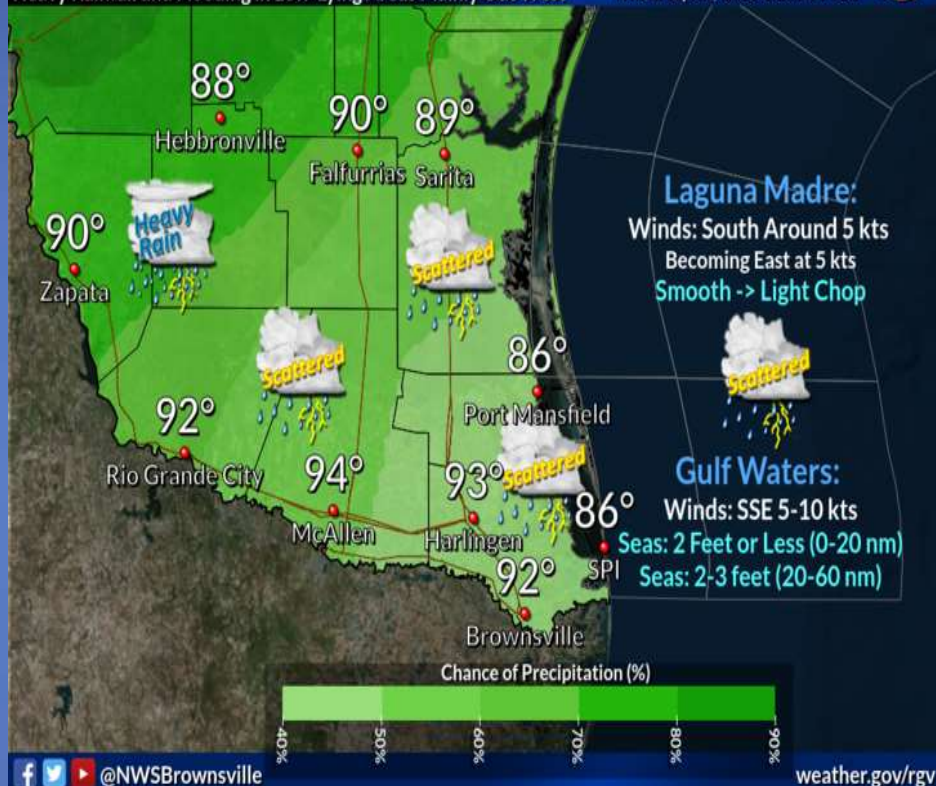 88°
Hebbronville
90°
Falfurrias
89°
Sarita
Heavy
Rain
90°
Zapata
Scattered
Laguna Madre:
Winds: South Around 5 kts
Becoming East at 5 kts
Smooth -> Light Chop
Scattered
86°
Port Mansfield
Scattered
92°
Rio Grande City
94°
McAllen
93°
Harlingen
Scattered
86°
SPI
Gulf Waters:
Winds: SSE 5-10 kts
Seas: 2 Feet or Less (0-20 nm)
Seas: 2-3 feet (20-60 nm)
92°
Brownsville
Chance of Precipitation (%)
40% 50% 60% 70% 80% 90%
@NWSBrownsville
weather.gov/rgv